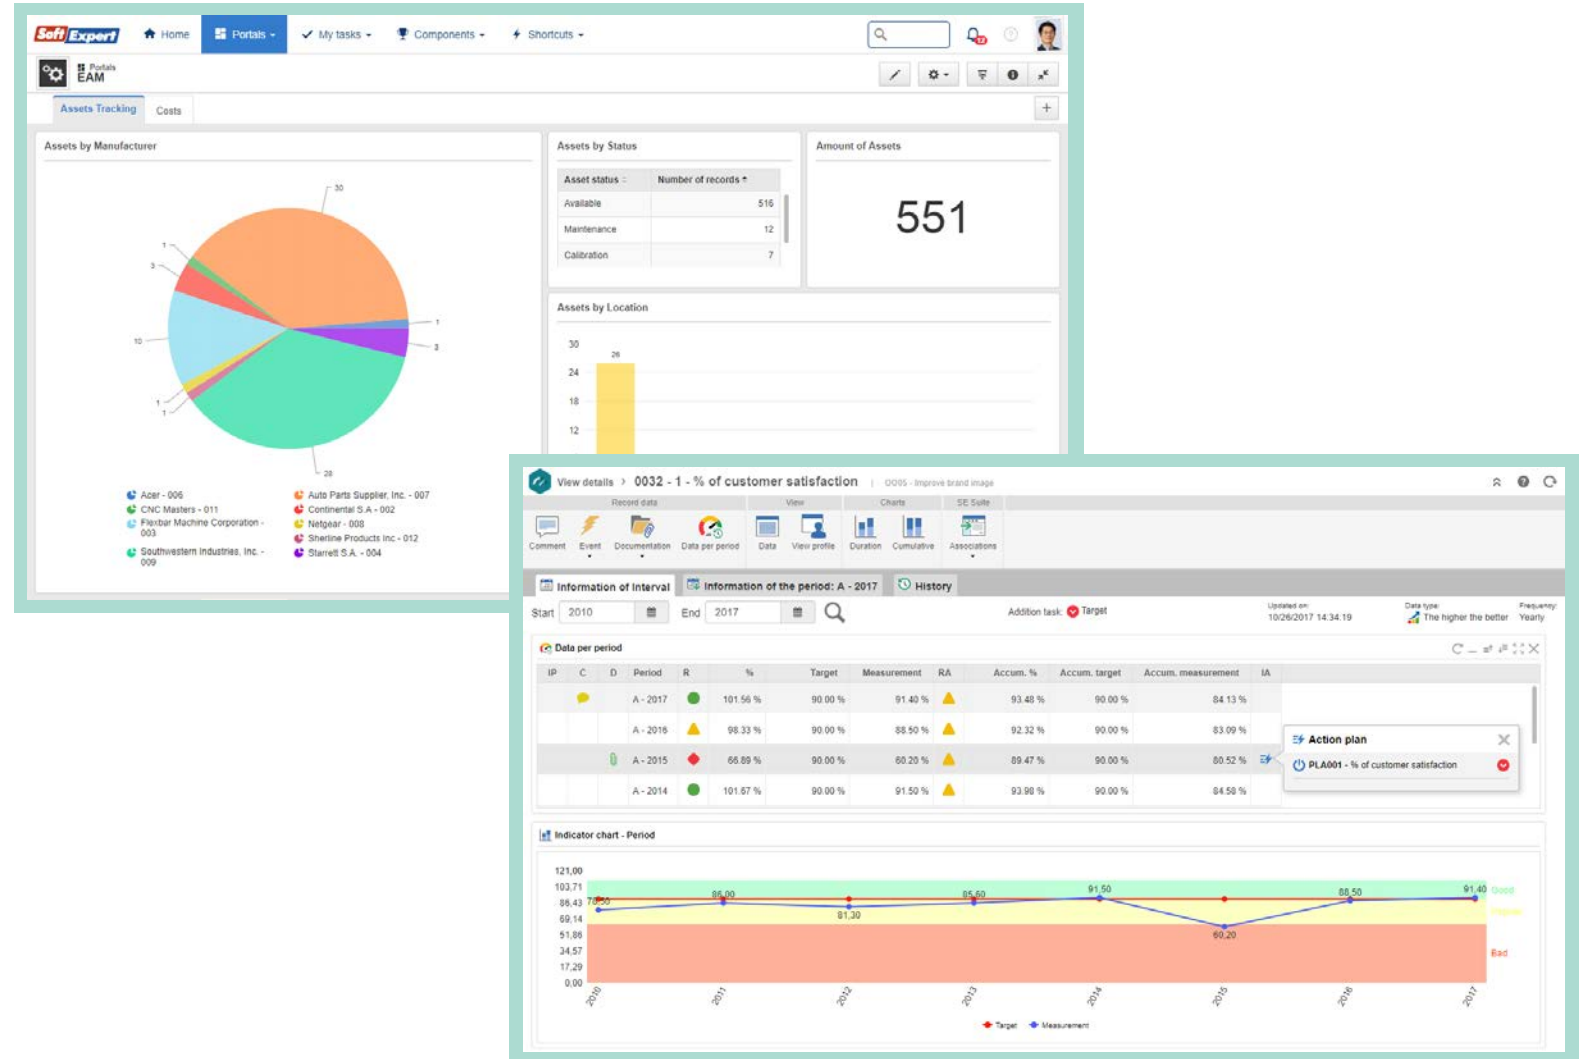 Soft Expert
Home
Portals
My tasks
Components
Shortcuts
Portals
EAM
Assets Tracking
Costs
Assets by Manufacturer
30
1
3
10
1
1
28
1
3
Acer - 006
Auto Parts Supplier, Inc. - 007
CNC Masters - 011
Continental S.A - 002
Flexbar Machine Corporation -
003
Netgear - 008
Sherline Products Inc - 012
Southwestern Industries, Inc. -
009
Starrett S.A. - 004
Assets by Status
Asset status
Number of records
Available 516
Maintenance 12
Calibration 7
Amount of Assets
551
Assets by Location
30
26
24
18
12
View details > 0032 - 1 - % of customer satisfaction | OO05 - Improve brand image
Record data
View
Charts
SE Suite
Comment
Event
Documentation
Data per period
Data
View profile
Duration
Cumulative
Associations
Information of Interval
Information of the period: A - 2017
History
Start 2010
End 2017
Addition task: Target
Updated on:
10/26/2017 14:34:19
Data type:
The higher the better
Frequency:
Yearly
Data per period
IP C D Period R % Target Measurement RA Accum. % Accum. target Accum. measurement IA
A - 2017 101.56 % 90.00 % 91.40 % 93.48 % 90.00 % 84.13 %
A - 2016 98.33 % 90.00 % 88.50 % 92.32 % 90.00 % 83.09 %
A - 2015 66.89 % 90.00 % 60.20 % 89.47 % 90.00 % 80.52 %
A - 2014 101.67 % 90.00 % 91.50 % 93.98 % 90.00 % 84.58 %
Action plan
PLA001 - % of customer satisfaction
Indicator chart - Period
121,00
103,71
86,43
69,14
51,86
34,57
17,29
0,00
78,50
86,00
81,30
85,60
91,50
60,20
88,50
91,40
Good
Bad
2010
2011
2012
2013
2014
2015
2016
2017
Target
Measurement